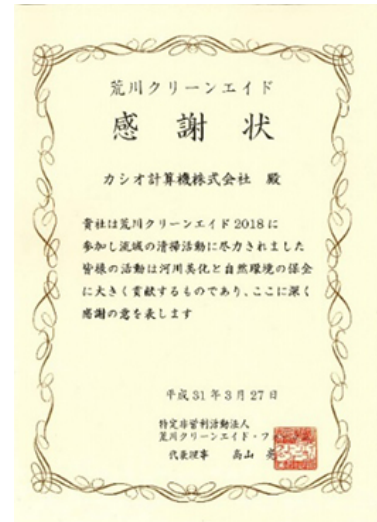 荒川クリーンエイド
感謝状
カシオ計算機株式会社　殿
貴社は荒川クリーンエイド2018に
参加し流域の清掃活動に尽力されました
皆様の活動は河川美化と自然環境の保全
に大きく貢献するものであり、ここに深く
感謝の意を表します
平成31年3月27日
特定非営利活動法人
荒川クリーンエイド・フ
代表理事　高山